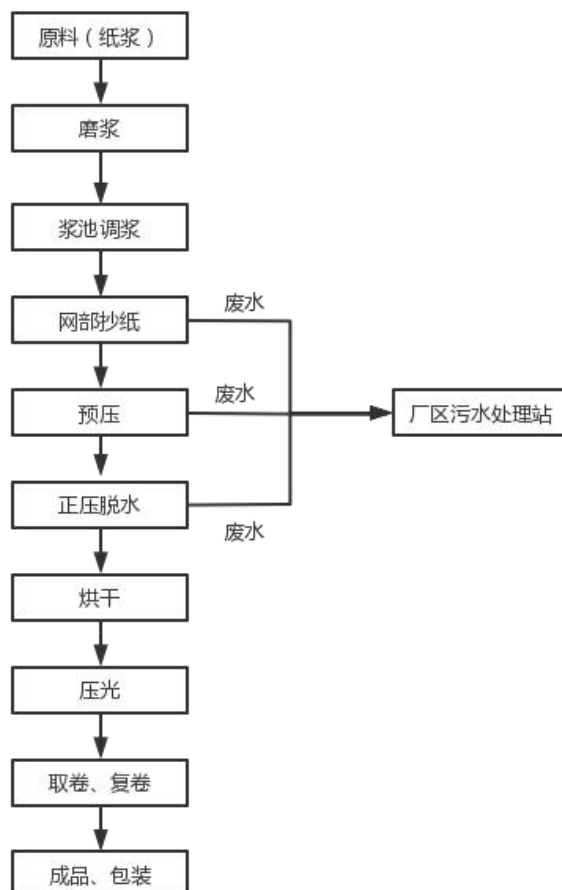 原料（纸浆）
磨浆
浆池调浆
网部抄纸
废水
预压
废水
厂区污水处理站
正压脱水
废水
烘干
压光
取卷、复卷
成品、包装